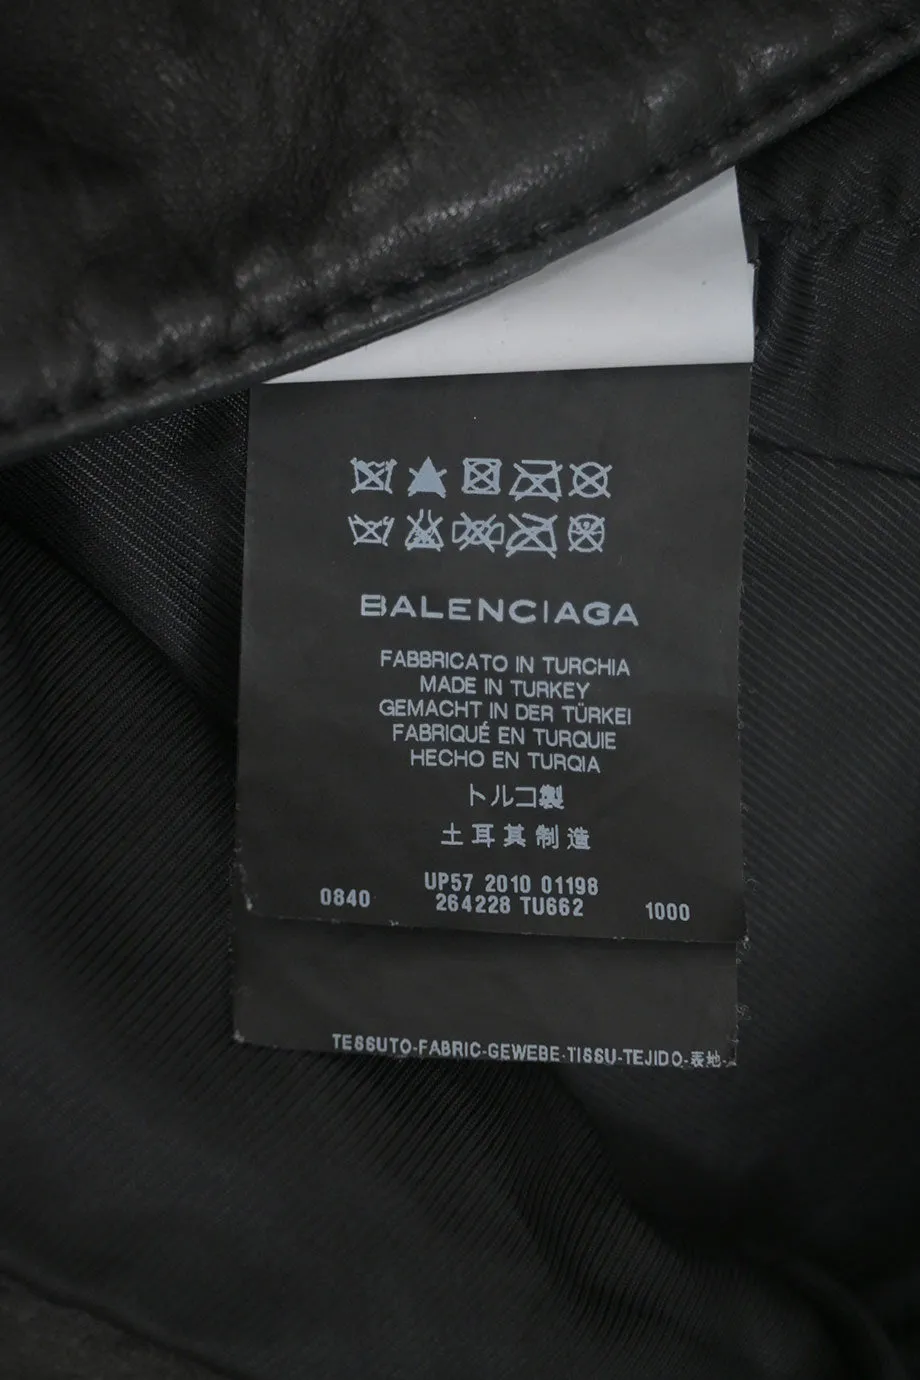 BALENCIAGA
FABBRICATO IN TURCHIA
MADE IN TURKEY
GEMACHT IN DER TÜRKEI
FABRIQUÉ EN TURQUIE
HECHO EN TURQIA
トルコ製
土耳其制造
UP57 2010 01198
0840 264228 TU662 1000
TESSUTO-FABRIC-GEWEBE-TISSU-TEJIDO-表地-